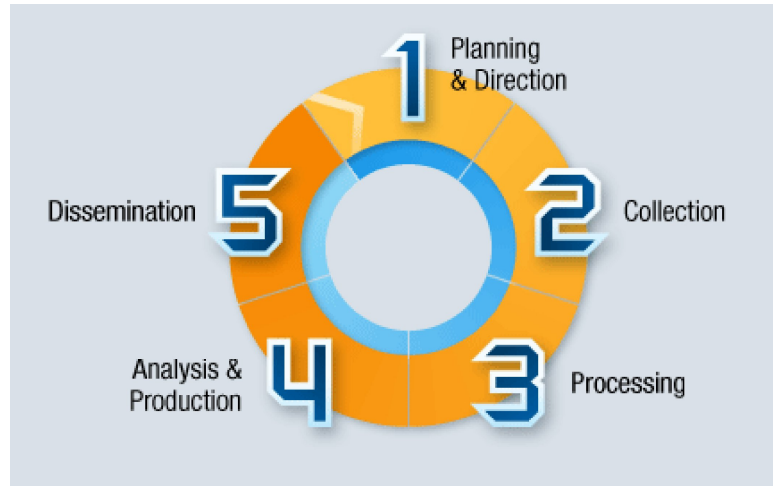 1
Planning
& Direction
2
Collection
3
Processing
4
Analysis &
Production
5
Dissemination